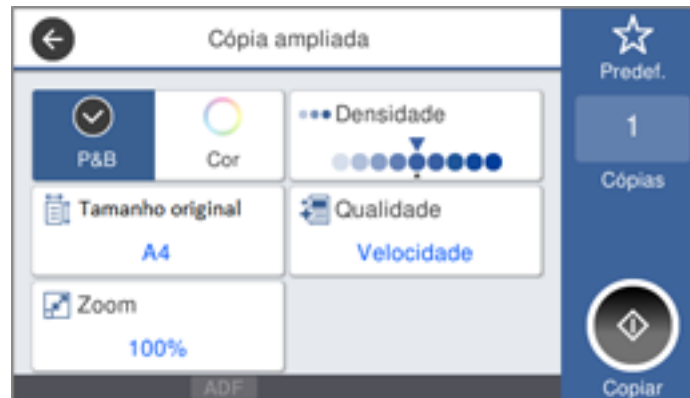 Cópia ampliada
Predef.
P&B
Cor
Densidade
1
Cópias
Tamanho original
A4
Qualidade
Velocidade
Zoom
100%
ADF
Copiar